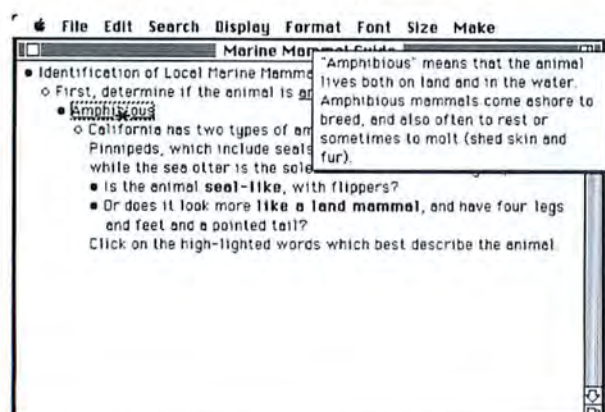 File Edit Search Display Format Font Size Make
Marine Mammal Guide
Identification of Local Marine Mamma
First, determine if the animal is
Amphibious
California has two types of am
Pinnipeds, which include seals
while the sea otter is the sole
Is the animal seal-like, with flippers?
Or does it look more like a land mammal, and have four legs
and feet and a pointed tail?
Click on the high-lighted words which best describe the animal
"Amphibious" means that the animal
lives both on land and in the water.
Amphibious mammals come ashore to
breed, and also often to rest or
sometimes to molt (shed skin and
fur).